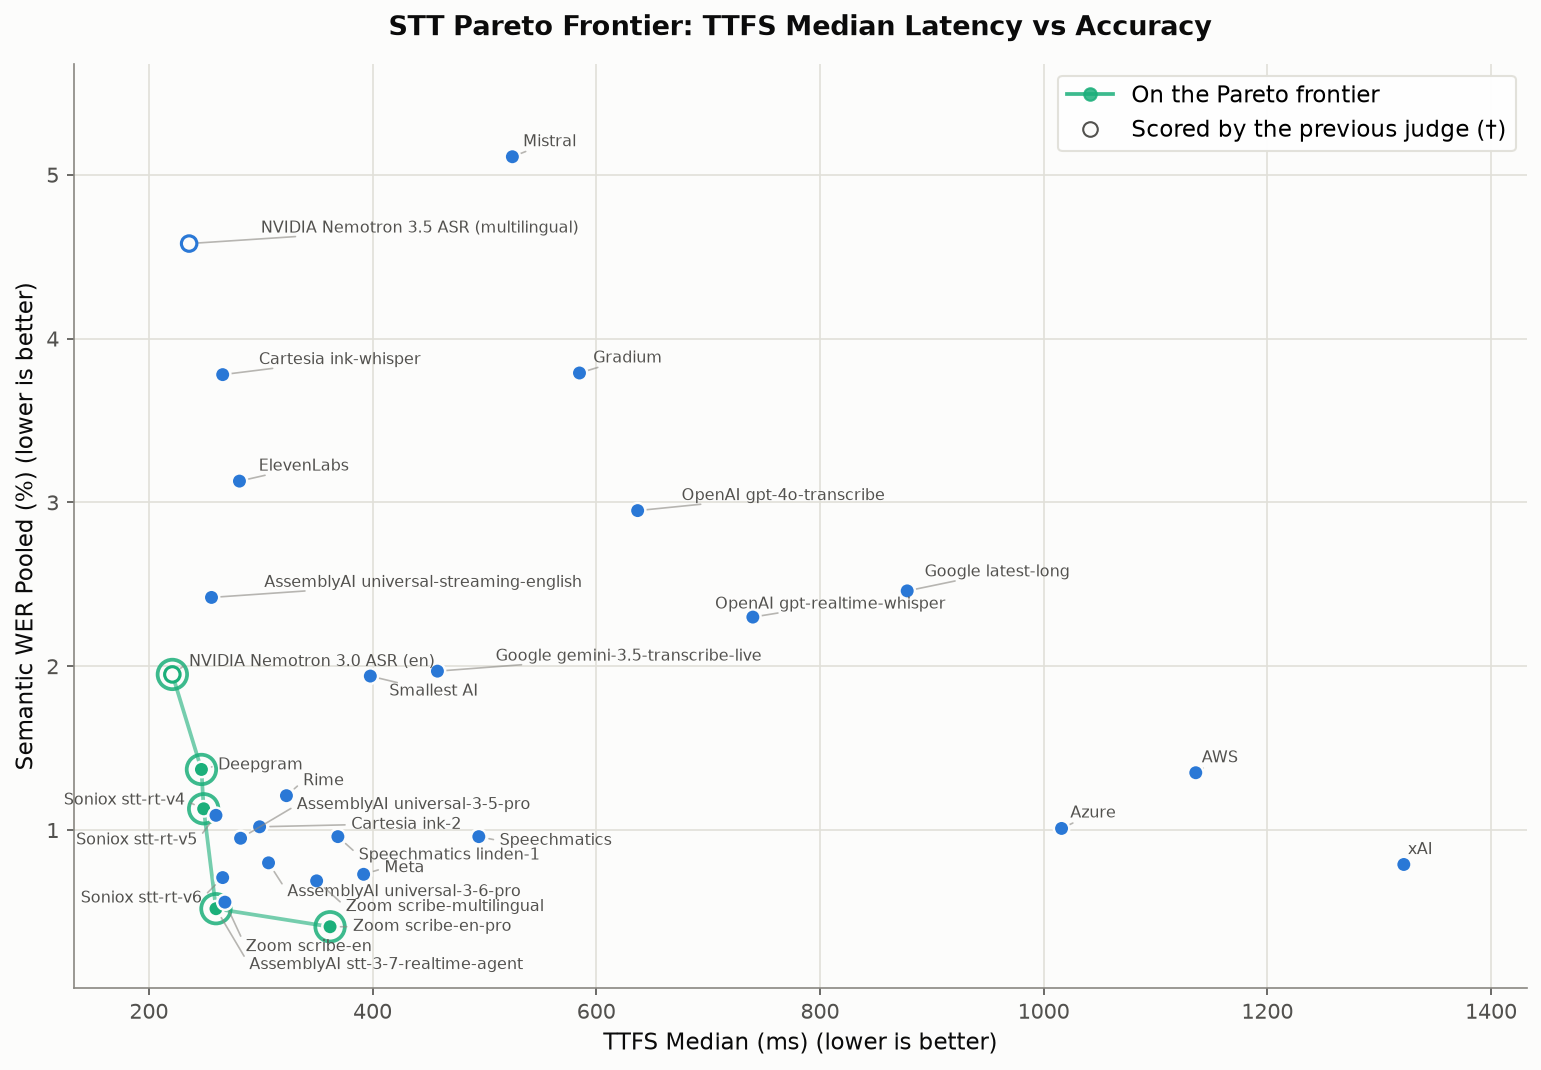 STT Pareto Frontier: TTFS Median Latency vs Accuracy
On the Pareto frontier
Scored by the previous judge (†)
Semantic WER Pooled (%) (lower is better)
5
4
3
2
1
Mistral
NVIDIA Nemotron 3.5 ASR (multilingual)
Cartesia ink-whisper
Gradium
ElevenLabs
OpenAI gpt-4o-transcribe
Google latest-long
AssemblyAI universal-streaming-english
OpenAI gpt-realtime-whisper
NVIDIA Nemotron 3.0 ASR (en)
Google gemini-3.5-transcribe-live
Smallest AI
AWS
Deepgram
Rime
Soniox stt-rt-v4
AssemblyAI universal-3-5-pro
Azure
Cartesia ink-2
Soniox stt-rt-v5
Speechmatics
xAI
Speechmatics linden-1
Meta
AssemblyAI universal-3-6-pro
Soniox stt-rt-v6
Zoom scribe-multilingual
Zoom scribe-en-pro
Zoom scribe-en
AssemblyAI stt-3-7-realtime-agent
200
400
600
800
1000
1200
1400
TTFS Median (ms) (lower is better)